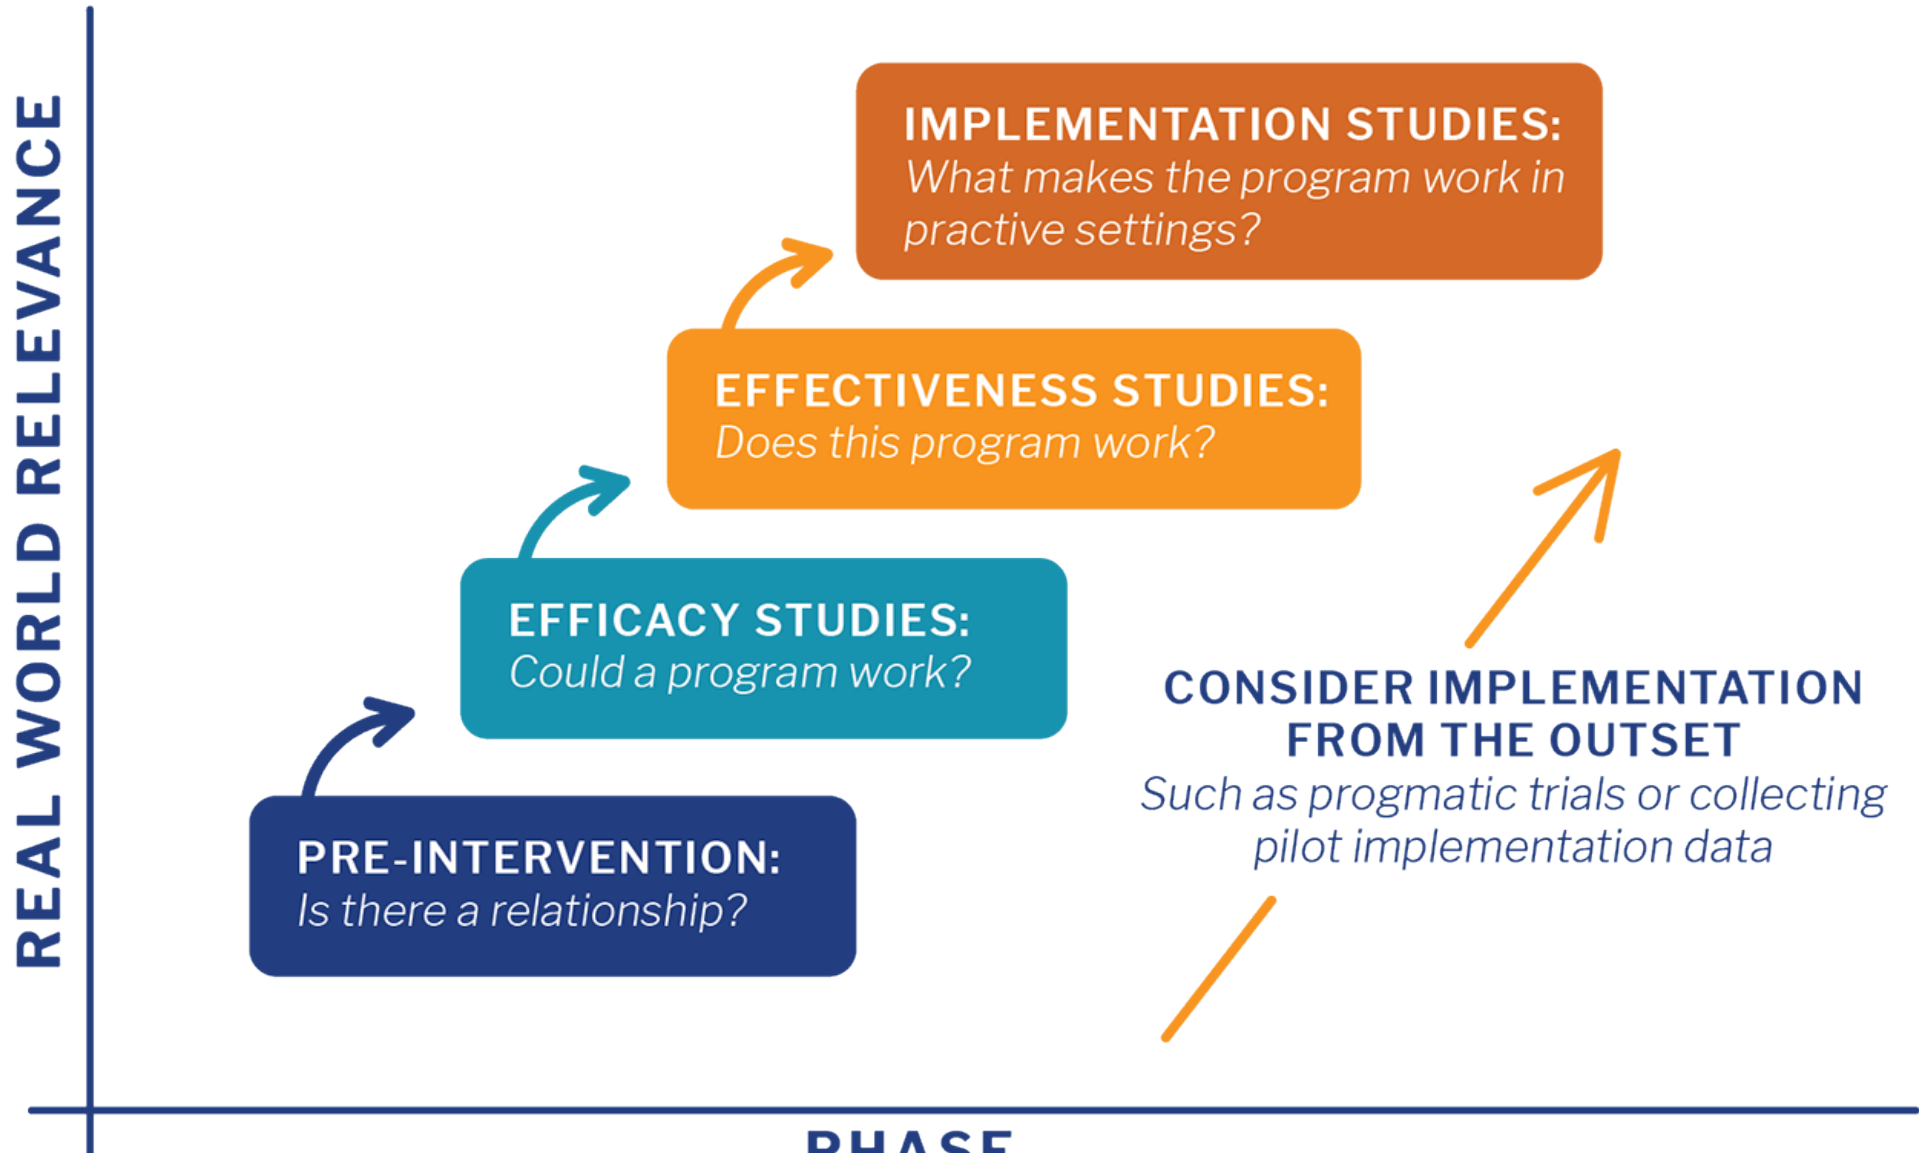 REAL WORLD RELEVANCE
IMPLEMENTATION STUDIES:
What makes the program work in
practive settings?
EFFECTIVENESS STUDIES:
Does this program work?
EFFICACY STUDIES:
Could a program work?
PRE-INTERVENTION:
Is there a relationship?
CONSIDER IMPLEMENTATION
FROM THE OUTSET
Such as progmatic trials or collecting
pilot implementation data
PHASE